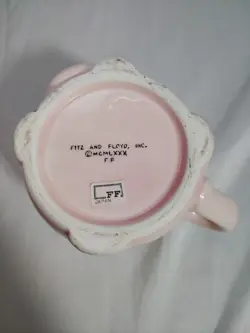 FITZ AND FLOYD, INC.
©MCMLXXX
FF
FF
JAPAN